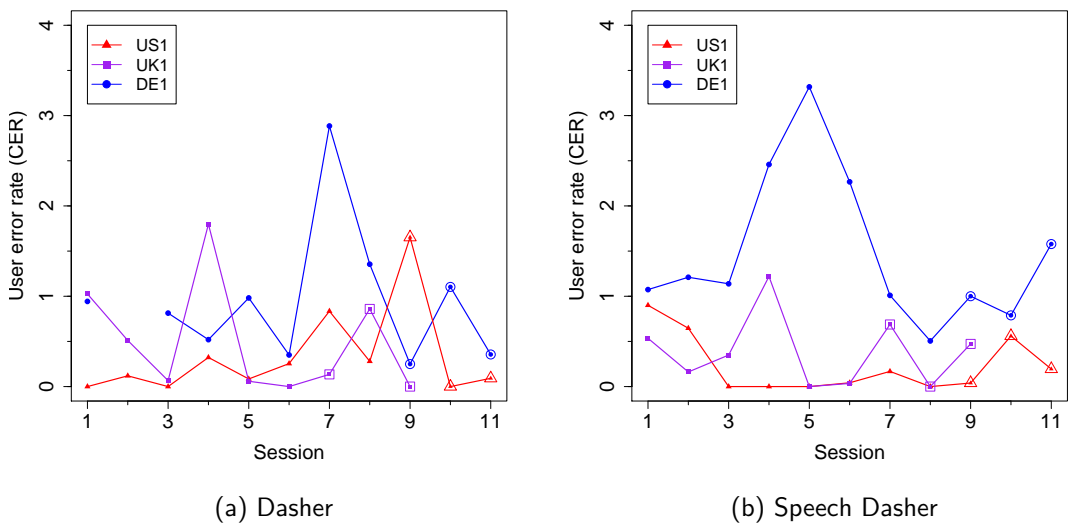 US1
UK1
DE1
User error rate (CER)
0 1 2 3 4
1 3 5 7 9 11
Session
(a) Dasher
US1
UK1
DE1
User error rate (CER)
0 1 2 3 4
1 3 5 7 9 11
Session
(b) Speech Dasher